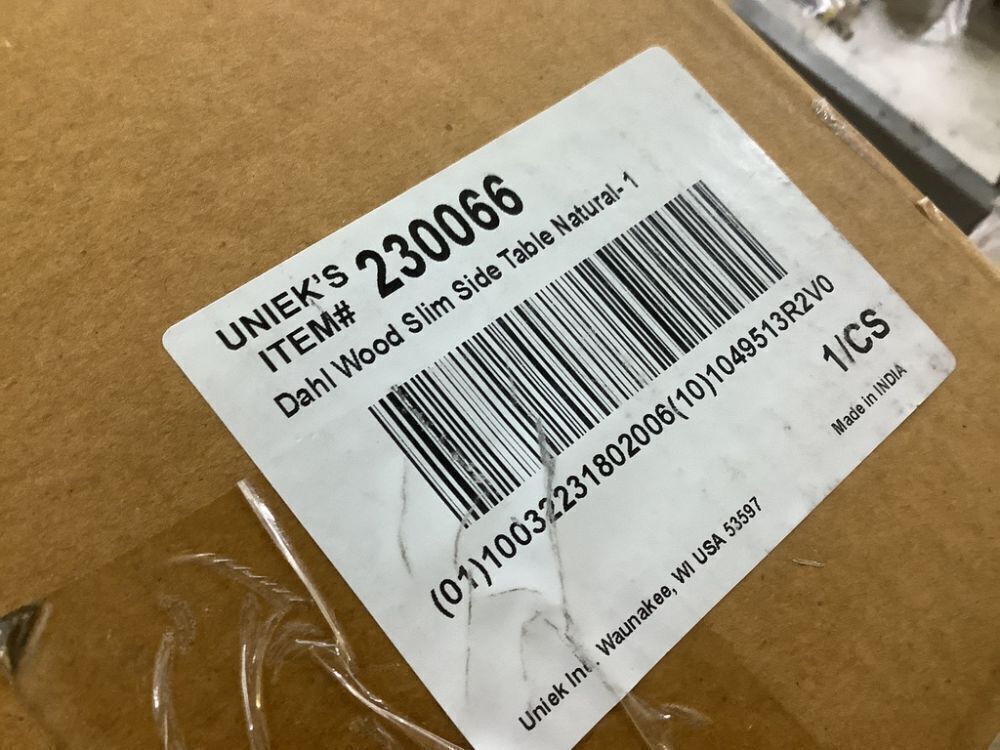 UNIEK'S
ITEM# 230066
Dahl Wood Slim Side Table Natural- 1
(01)10032231802006(10)1049513R2V0
1/CS
Made in INDIA
Uniek Inc. Waunakee, WI USA 53597